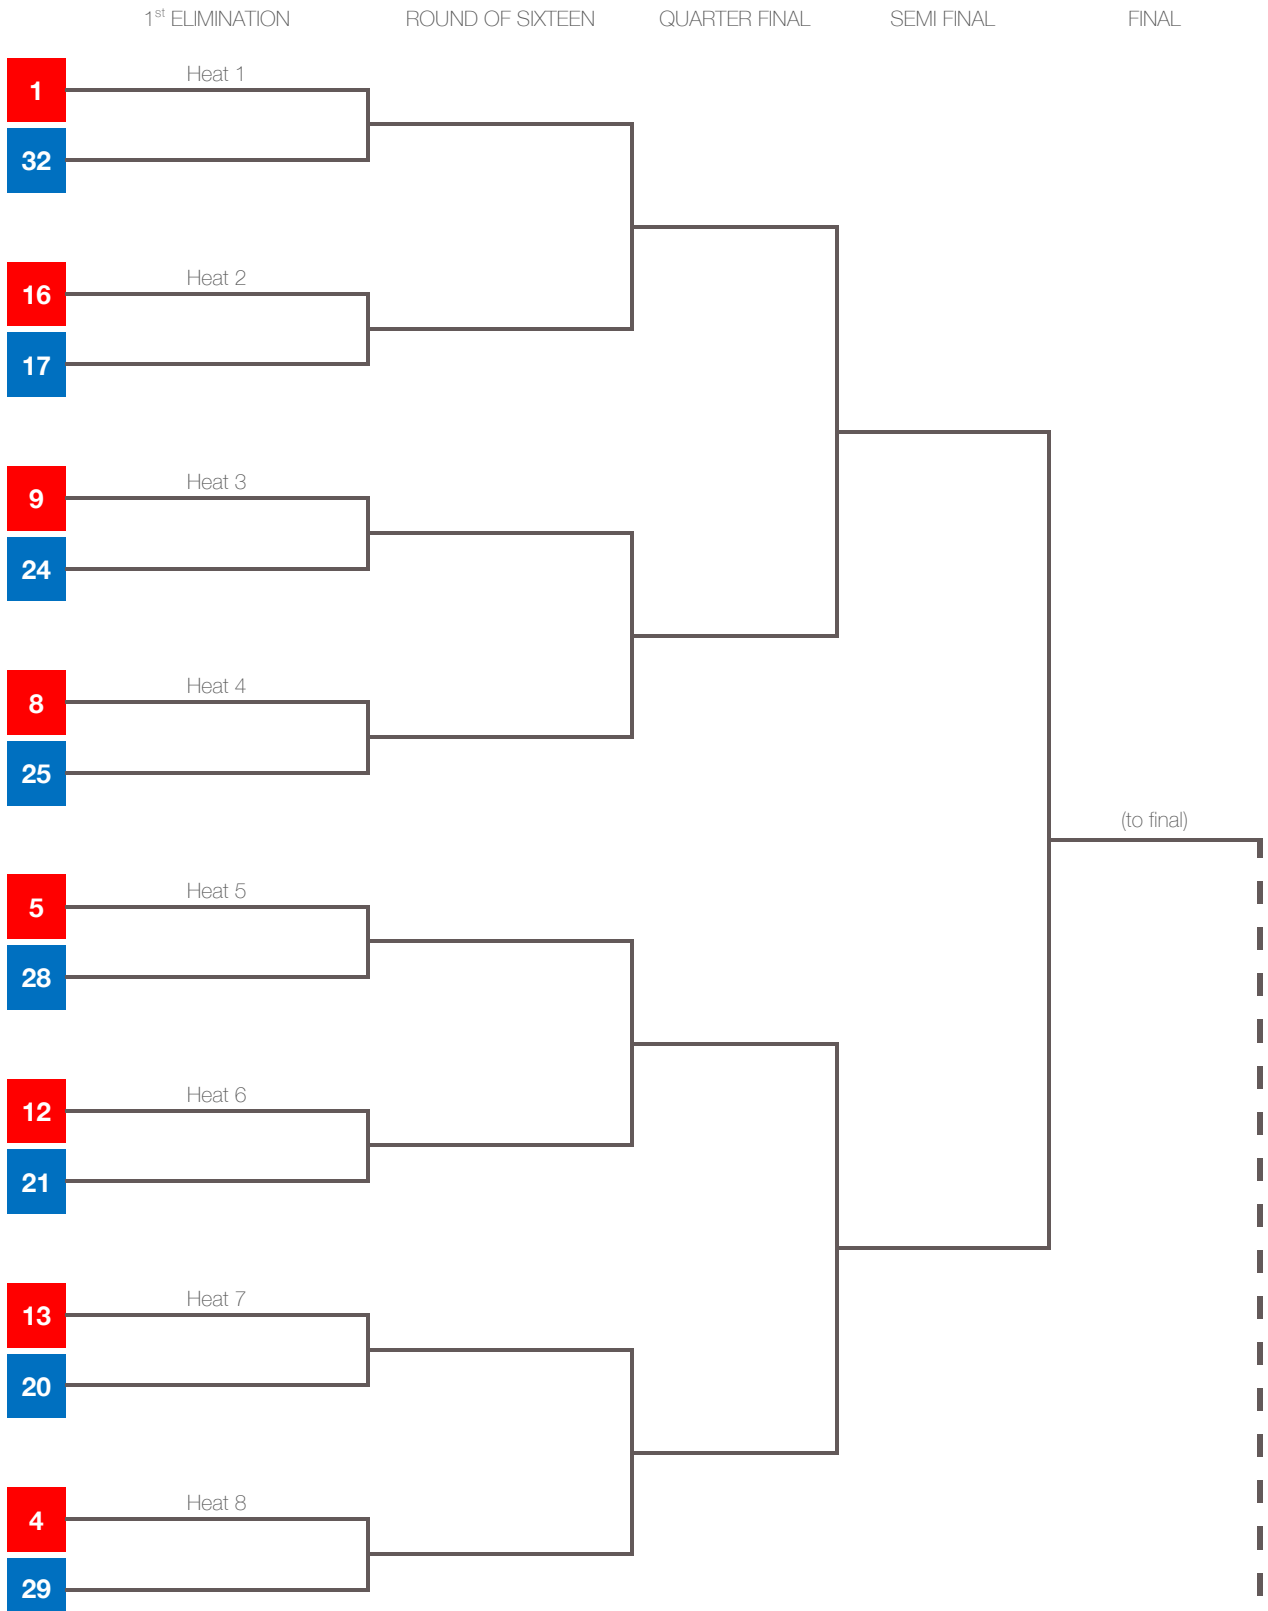 1st ELIMINATION ROUND OF SIXTEEN QUARTER FINAL SEMI FINAL FINAL
Heat 1
1
32
Heat 2
16
17
Heat 3
9
24
Heat 4
8
25
(to final)
Heat 5
5
28
Heat 6
12
21
Heat 7
13
20
Heat 8
4
29